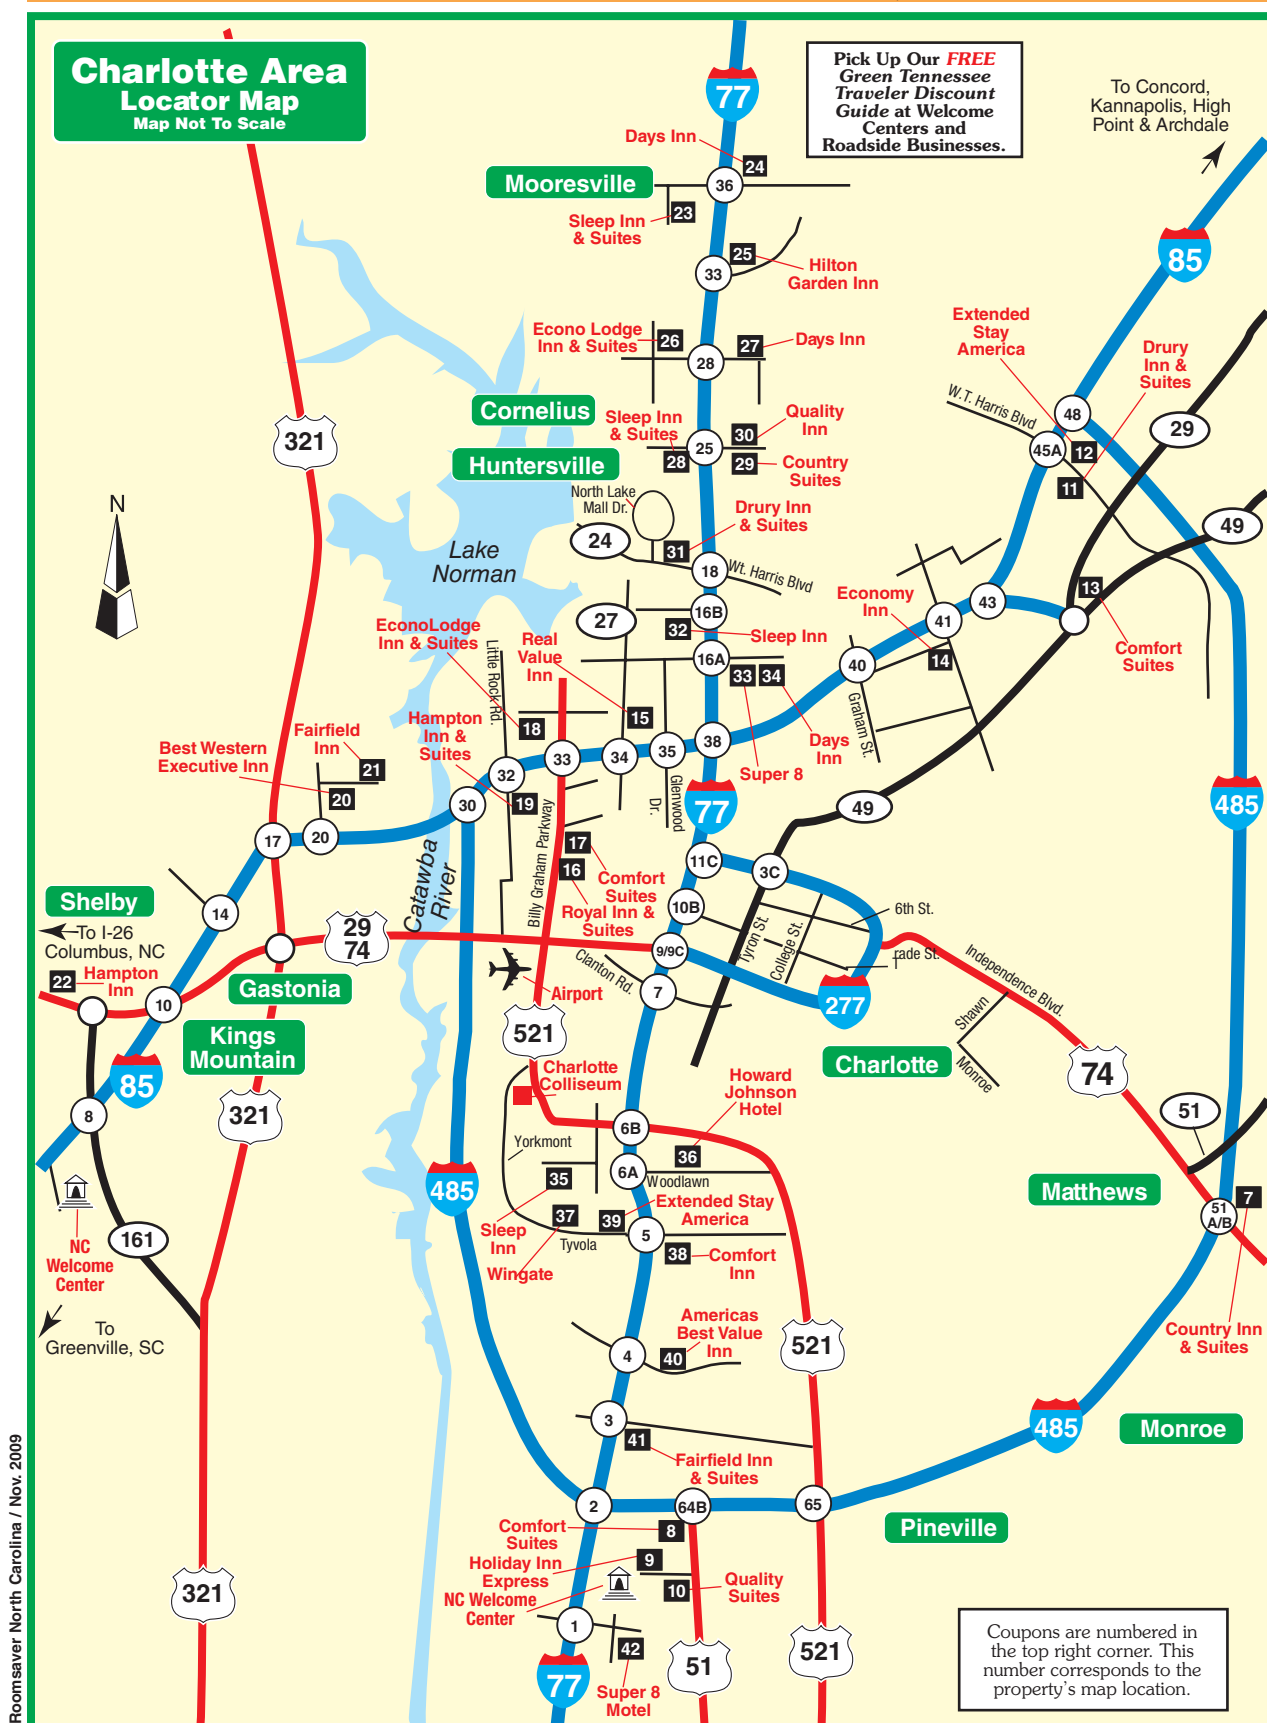 Charlotte Area
Locator Map
Map Not To Scale
77
Pick Up Our FREE
Green Tennessee
Traveler Discount
Guide at Welcome
Centers and
Roadside Businesses.
To Concord,
Kannapolis, High
Point & Archdale
Days Inn
24
Mooresville
36
23
Sleep Inn
& Suites
85
25
33
Hilton
Garden Inn
Extended
Stay
America
Econo Lodge
Inn & Suites
26
27
Days Inn
28
Drury
Inn &
Suites
W.T. Harris Blvd
48
29
Cornelius
Sleep Inn
& Suites
Quality
Inn
30
321
25
45A
12
Huntersville
28
29
Country
Suites
11
North Lake
Mall Dr.
N
Drury Inn
& Suites
49
24
31
Lake
Norman
18
Wt. Harris Blvd
Economy
Inn
13
43
16B
27
41
EconoLodge
Inn & Suites
Real
Value
Inn
32
Sleep Inn
Comfort
Suites
Little Rock Rd.
16A
40
14
33
34
Hampton
Inn &
Suites
18
15
Graham St.
Fairfield
Inn
Best Western
Executive Inn
38
Days
Inn
21
33
34
35
32
Super 8
20
19
30
Glenwood
Dr.
77
49
485
17
20
Billy Graham Parkway
17
11C
3C
Catawba
River
16
Comfort
Suites
Shelby
14
10B
6th St.
Royal Inn &
Suites
To I-26
Columbus, NC
29
74
9/9C
Tyron St.
College St.
Trade St.
Independence Blvd.
22
Hampton
Inn
Clanton Rd.
Gastonia
Airport
7
277
10
Shawn
Kings
Mountain
521
Monroe
Charlotte
Charlotte
Colliseum
Howard
Johnson
Hotel
74
85
321
8
51
6B
Yorkmont
36
6A
Woodlawn
35
485
Matthews
7
Extended Stay
America
37
39
51
A/B
161
Sleep
Inn
Tyvola
5
NC
Welcome
Center
38
Comfort
Inn
Wingate
To
Greenville, SC
Americas
Best Value
Inn
Country Inn
& Suites
521
4
40
3
41
485
Monroe
Fairfield Inn
& Suites
2
64B
65
Pineville
Comfort
Suites
8
Holiday Inn
Express
9
321
10
Quality
Suites
NC Welcome
Center
1
42
521
51
77
Super 8
Motel
Coupons are numbered in
the top right corner. This
number corresponds to the
property's map location.
Roomsaver North Carolina / Nov. 2009